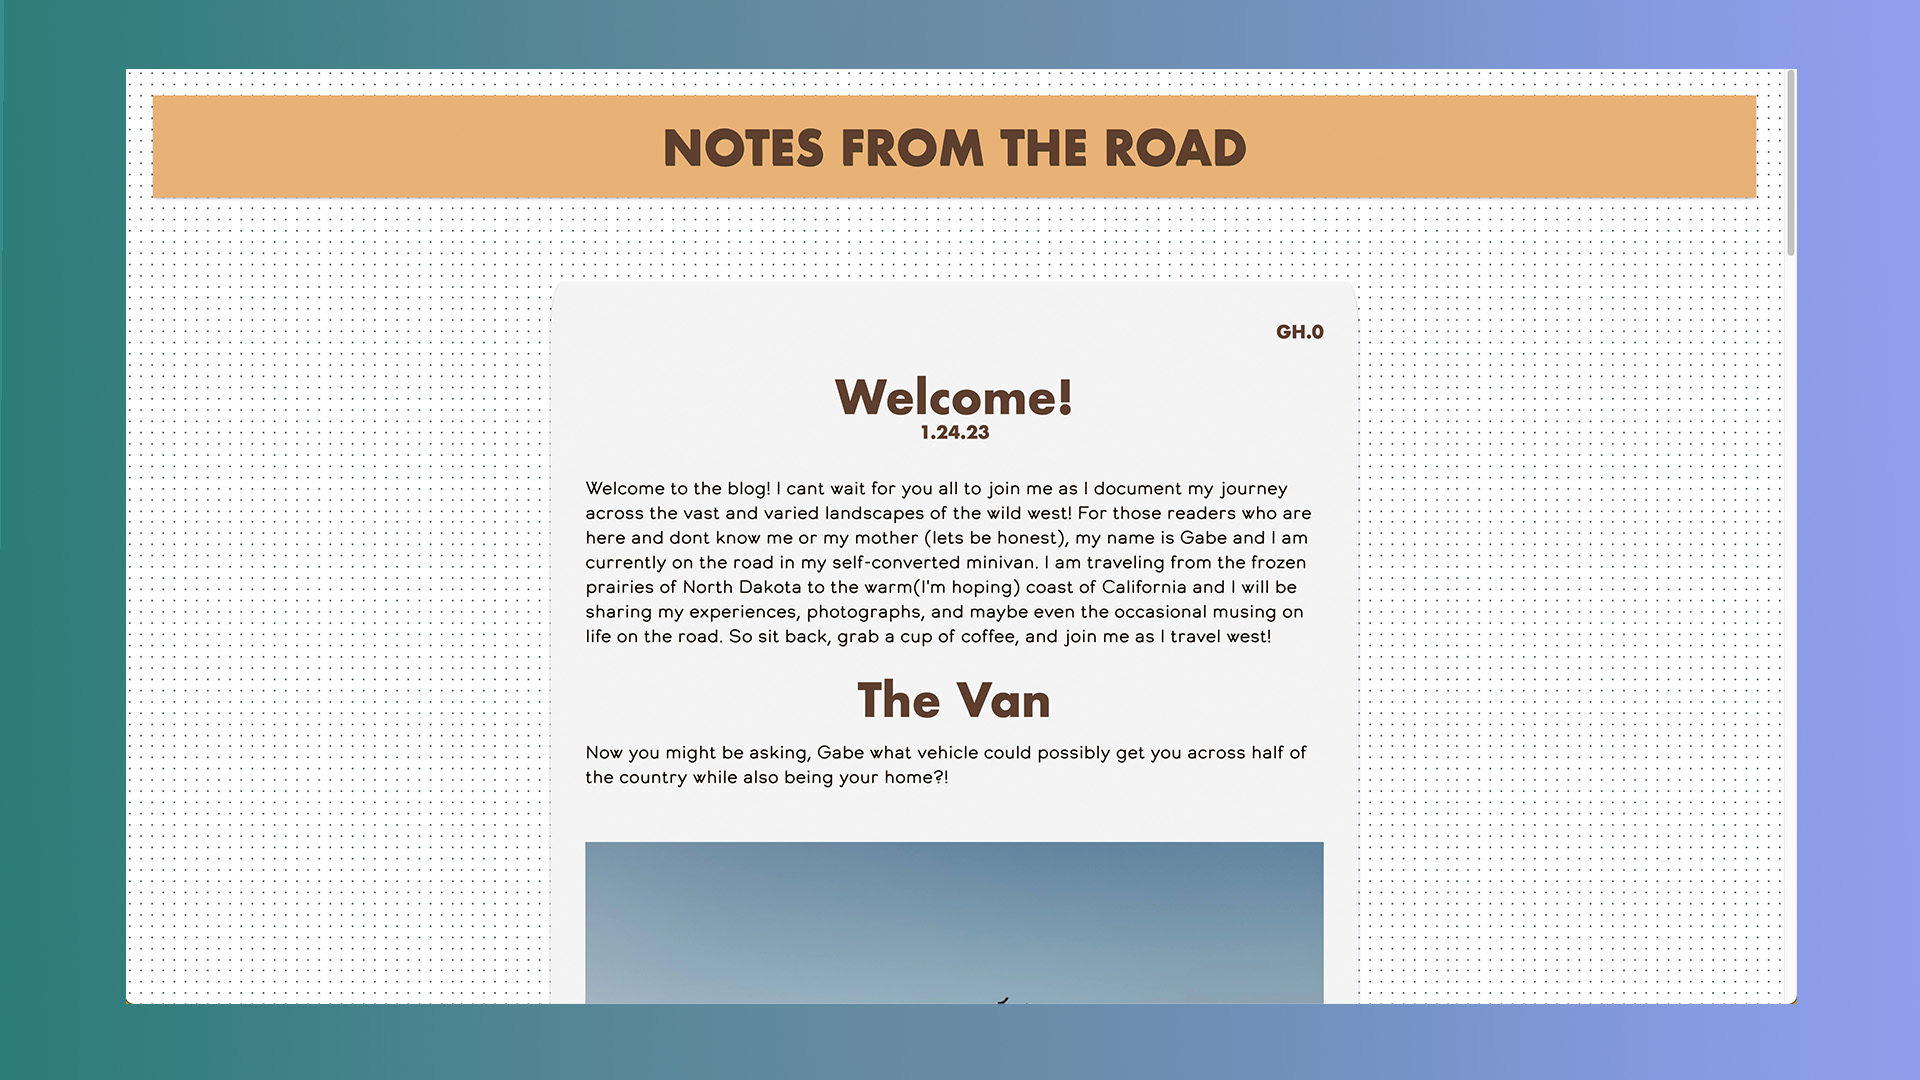 NOTES FROM THE ROAD
GH.0
Welcome!
1.24.23
Welcome to the blog! I cant wait for you all to join me as I document my journey
across the vast and varied landscapes of the wild west! For those readers who are
here and dont know me or my mother (lets be honest), my name is Gabe and I am
currently on the road in my self-converted minivan. I am traveling from the frozen
prairies of North Dakota to the warm(I'm hoping) coast of California and I will be
sharing my experiences, photographs, and maybe even the occasional musing on
life on the road. So sit back, grab a cup of coffee, and join me as I travel west!
The Van
Now you might be asking, Gabe what vehicle could possibly get you across half of
the country while also being your home?!